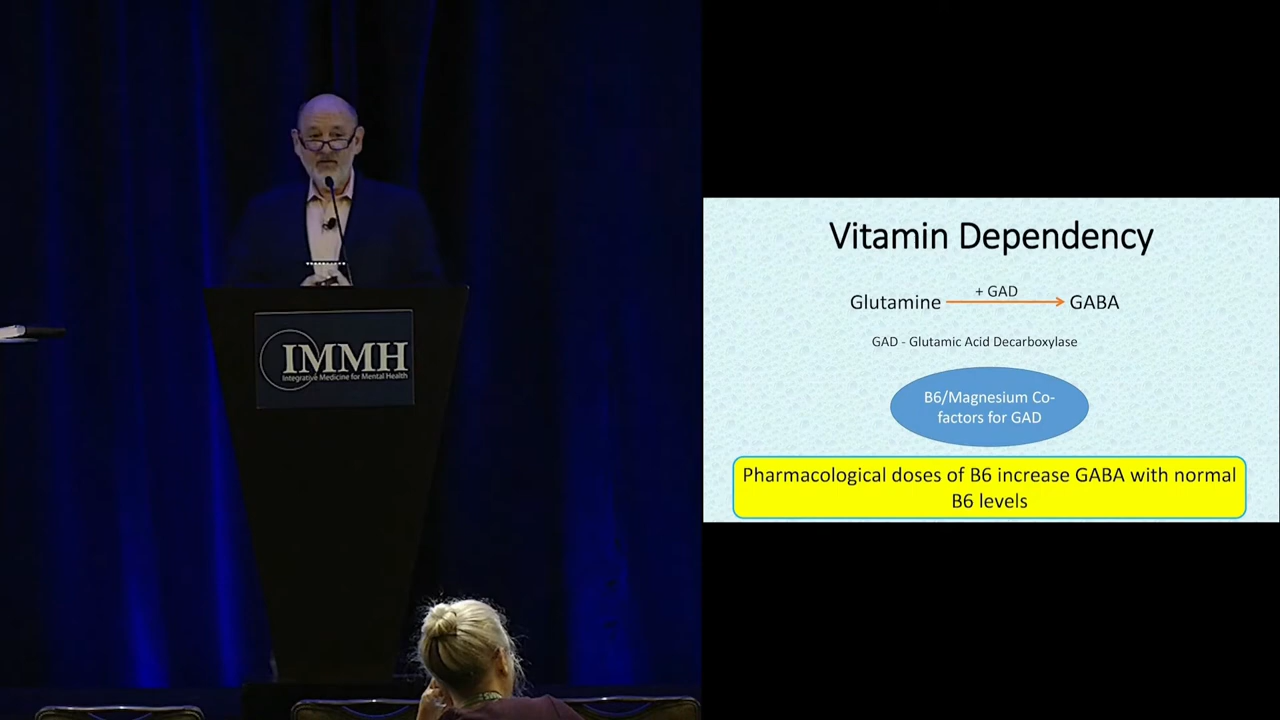 IMMH
Integrative Medicine for Mental Health
Vitamin Dependency
+ GAD
Glutamine GABA
GAD - Glutamic Acid Decarboxylase
B6/Magnesium Co-
factors for GAD
Pharmacological doses of B6 increase GABA with normal
B6 levels